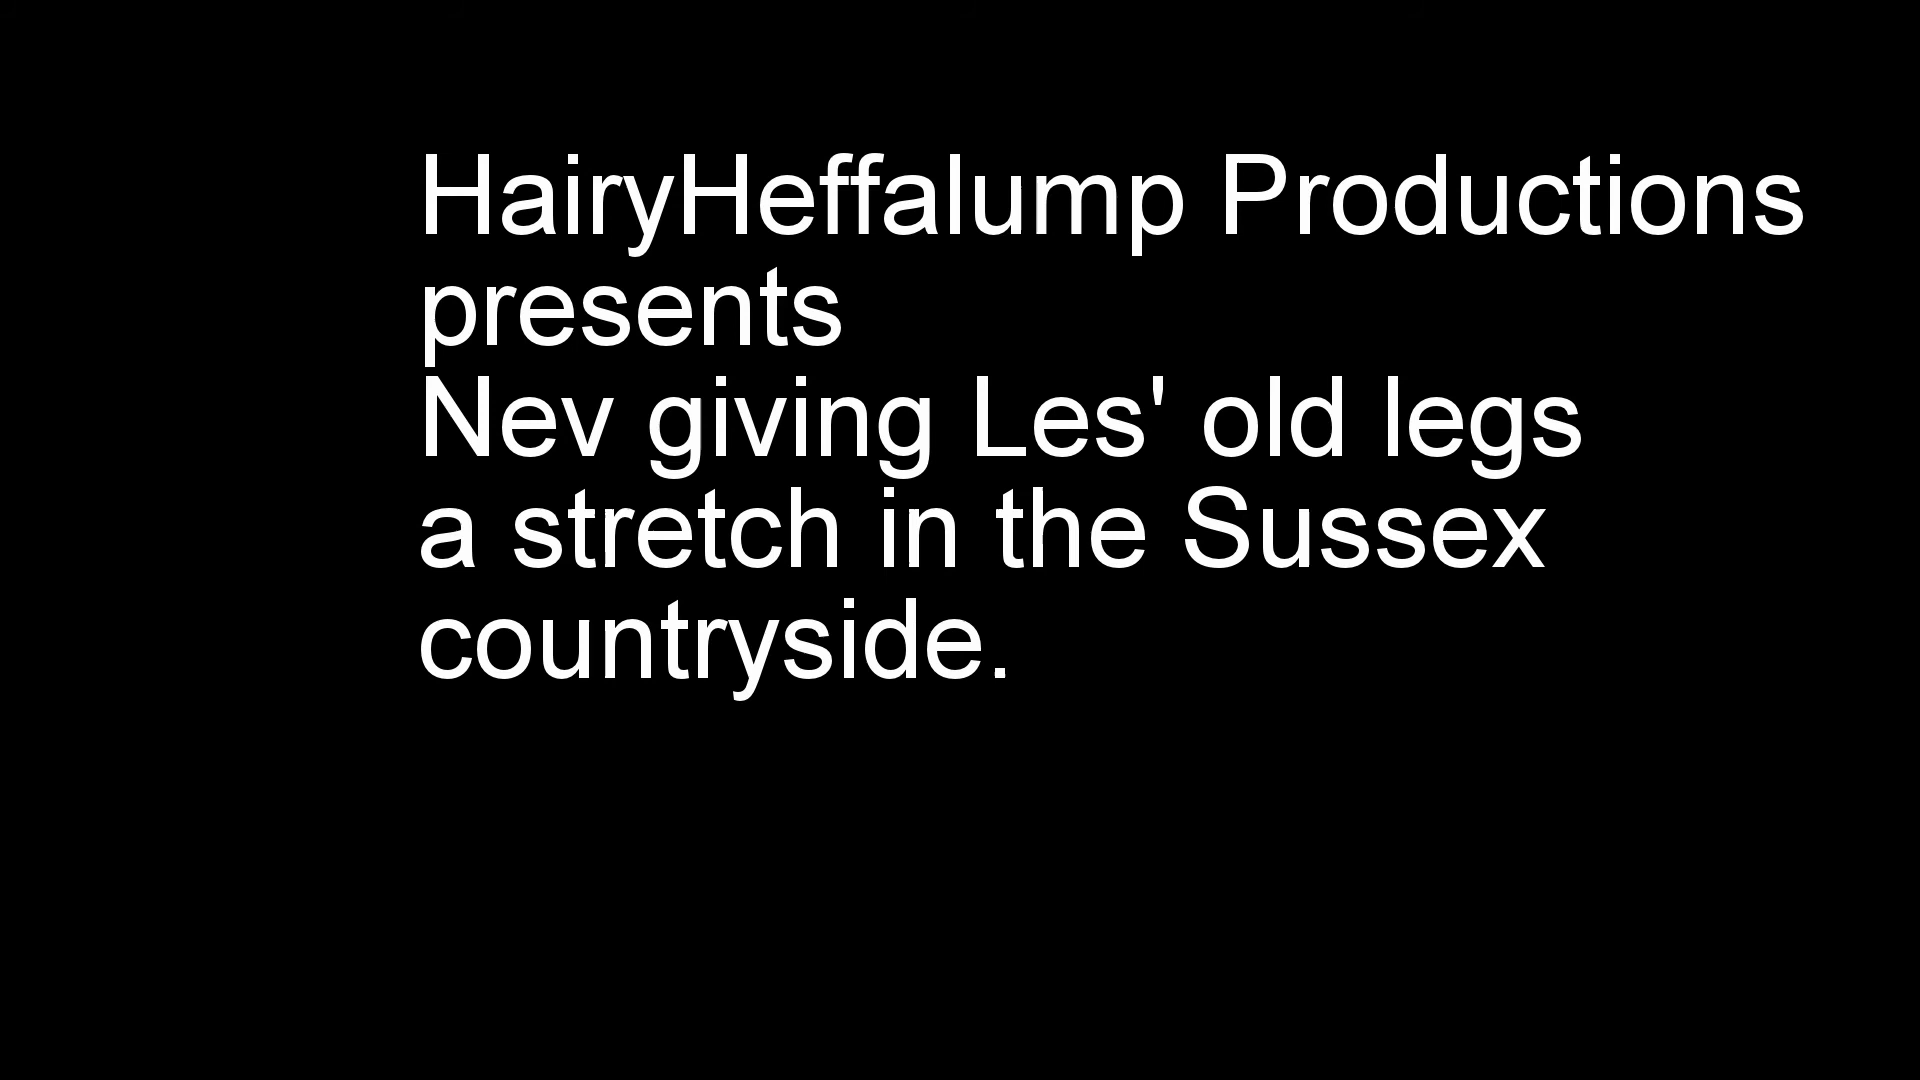 HairyHeffalump Productions
presents
Nev giving Les' old legs
a stretch in the Sussex
countryside.